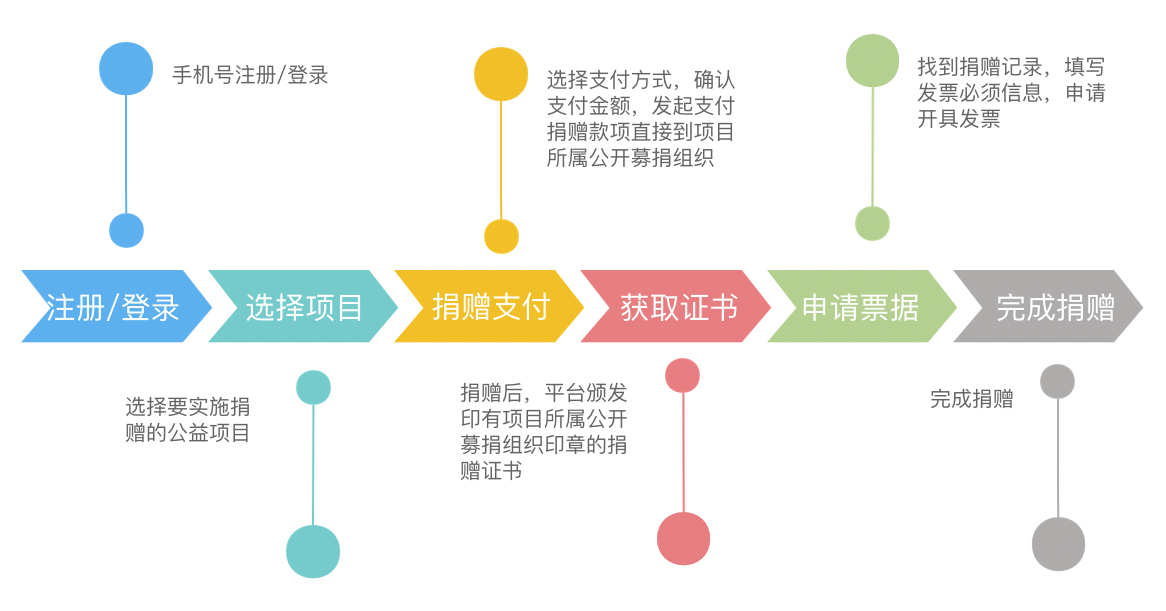 手机号注册/登录
选择支付方式，确认
支付金额，发起支付
捐赠款项直接到项目
所属公开募捐组织
找到捐赠记录，填写
发票必须信息，申请
开具发票
注册/登录
选择项目
捐赠支付
获取证书
申请票据
完成捐赠
选择要实施捐
赠的公益项目
捐赠后，平台颁发
印有项目所属公开
募捐组织印章的捐
赠证书
完成捐赠